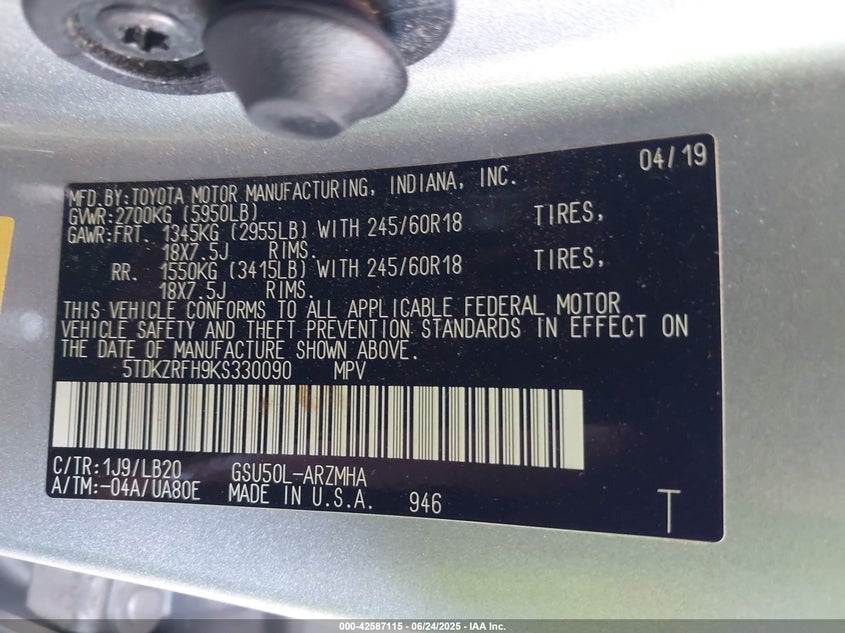 04/19
MFD.BY:TOYOTA MOTOR MANUFACTURING, INDIANA, INC.
GVWR:2700KG (5950LB)
GAWR:FRT. 1345KG (2955LB) WITH 245/60R18 TIRES,
18X7.5J RIMS.
RR. 1550KG (3415LB) WITH 245/60R18 TIRES,
18X7.5J RIMS.
THIS VEHICLE CONFORMS TO ALL APPLICABLE FEDERAL MOTOR
VEHICLE SAFETY AND THEFT PREVENTION STANDARDS IN EFFECT ON
THE DATE OF MANUFACTURE SHOWN ABOVE.
5TDKZRFH9KS330090 MPV
C/TR:1J9/LB20 GSU50L-ARZMHA
A/TM:-04A/UA80E MADE IN U.S.A. 946
T
000-42587115 - 06/24/2025 - IAA Inc.